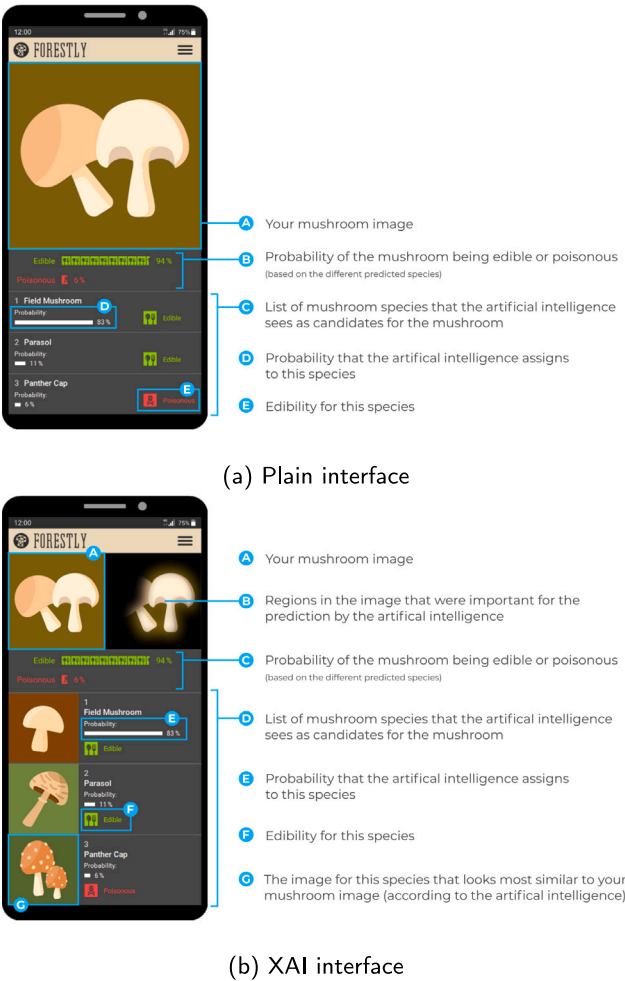 12:00 75%
FORESTLY
A Your mushroom image
Edible 94 %
Poisonous 6 %
B Probability of the mushroom being edible or poisonous
(based on the different predicted species)
1 Field Mushroom
Probability: D
83 %
Edible
C List of mushroom species that the artificial intelligence
sees as candidates for the mushroom
2 Parasol
Probability:
11 %
Edible
D Probability that the artifical intelligence assigns
to this species
3 Panther Cap
Probability:
6 %
E
Poisonous
E Edibility for this species
(a) Plain interface
12:00 75%
FORESTLY
A
A Your mushroom image
B Regions in the image that were important for the
prediction by the artifical intelligence
Edible 94 %
Poisonous 6 %
C Probability of the mushroom being edible or poisonous
(based on the different predicted species)
1
Field Mushroom
Probability: E
83 %
Edible
D List of mushroom species that the artifical intelligence
sees as candidates for the mushroom
2
Parasol
Probability:
11 %
F
Edible
E Probability that the artifical intelligence assigns
to this species
F Edibility for this species
3
Panther Cap
Probability:
6 %
Poisonous
G
G The image for this species that looks most similar to your
mushroom image (according to the artifical intelligence)
(b) XAI interface